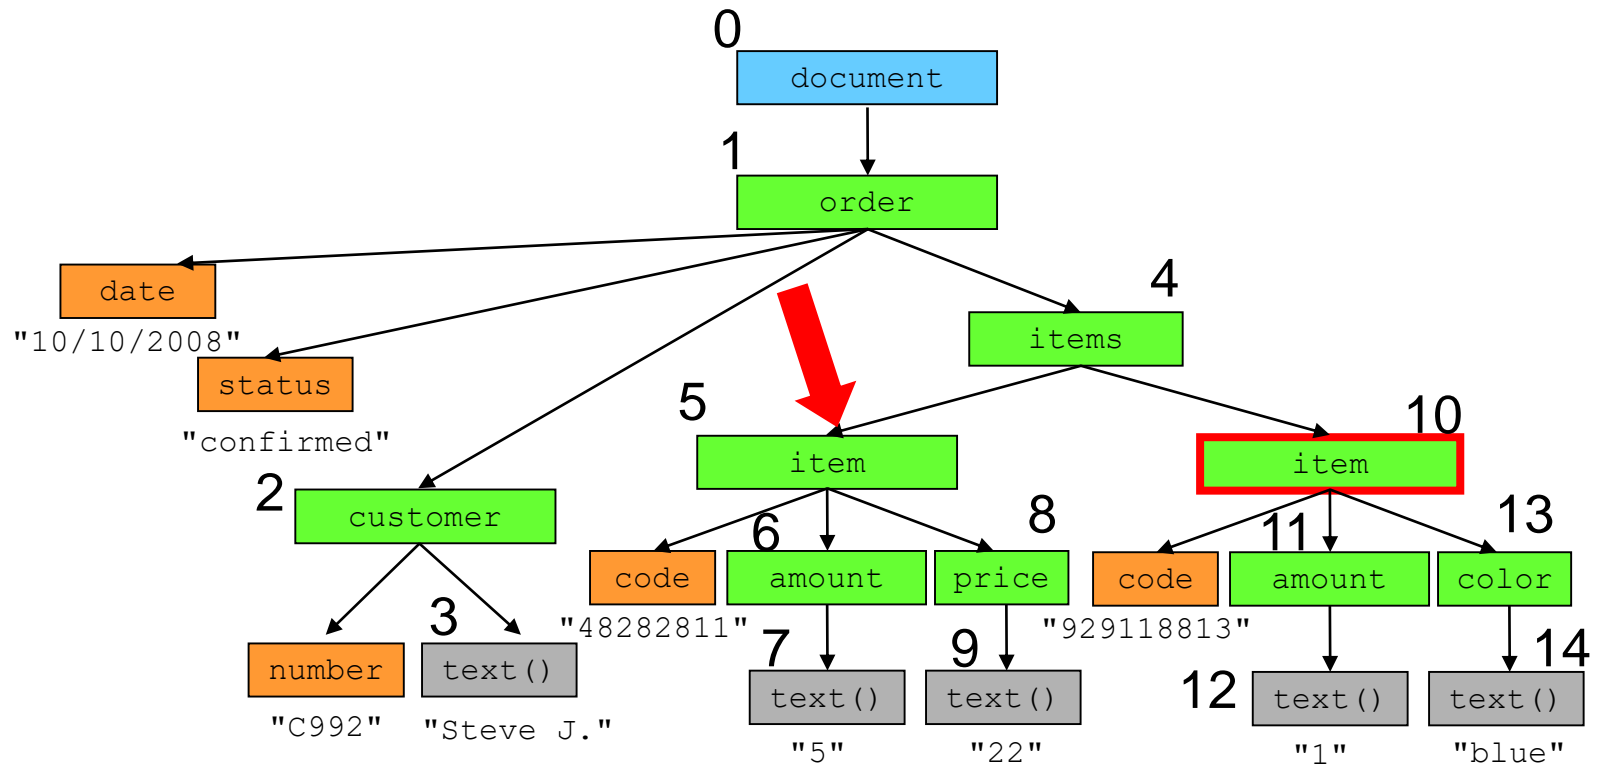 0
document
1
order
date
"10/10/2008"
status
"confirmed"
4
items
2
customer
5
item
10
item
number
"C992"
3
text()
"Steve J."
code
"48282811"
6
amount
8
price
code
"929118813"
11
amount
13
color
7
text()
"5"
9
text()
"22"
12
text()
"1"
14
text()
"blue"